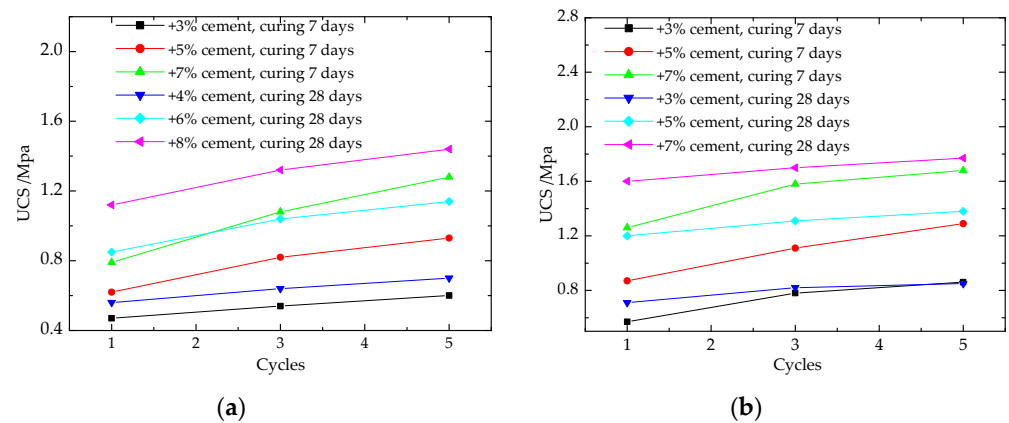 +3% cement, curing 7 days
+5% cement, curing 7 days
+7% cement, curing 7 days
+4% cement, curing 28 days
+6% cement, curing 28 days
+8% cement, curing 28 days
UCS /Mpa
2.0
1.6
1.2
0.8
0.4
1 2 3 4 5
Cycles
(a)
+3% cement, curing 7 days
+5% cement, curing 7 days
+7% cement, curing 7 days
+3% cement, curing 28 days
+5% cement, curing 28 days
+7% cement, curing 28 days
UCS /Mpa
2.8
2.4
2.0
1.6
1.2
0.8
1 2 3 4 5
Cycles
(b)